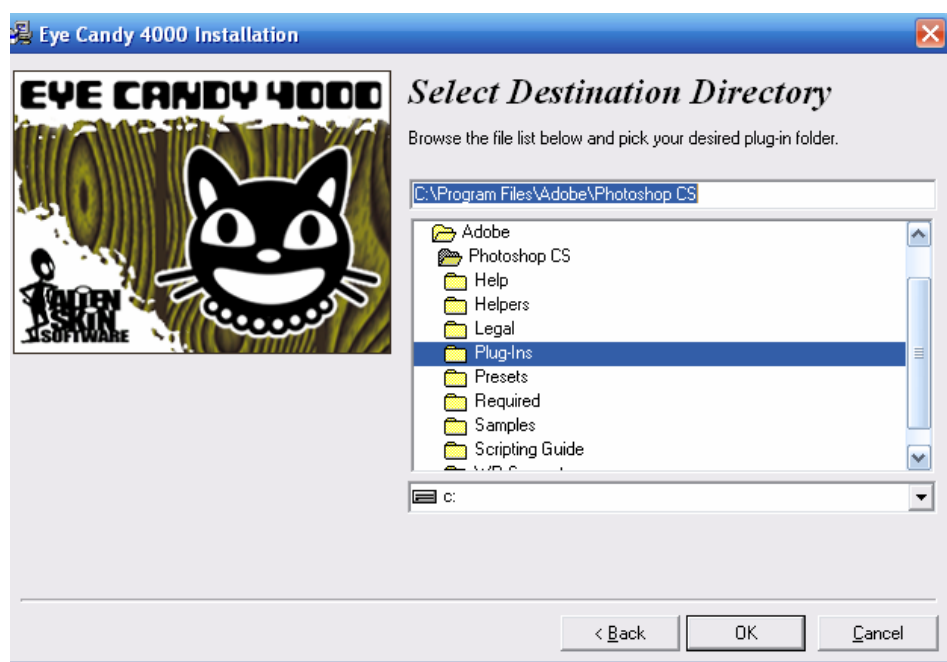 Eye Candy 4000 Installation
EYE CANDY 4000
ALIEN
SKIN
SOFTWARE
Select Destination Directory
Browse the file list below and pick your desired plug-in folder.
C:\Program Files\Adobe\Photoshop CS
Adobe
Photoshop CS
Help
Helpers
Legal
Plug-Ins
Presets
Required
Samples
Scripting Guide
c:
< Back
OK
Cancel